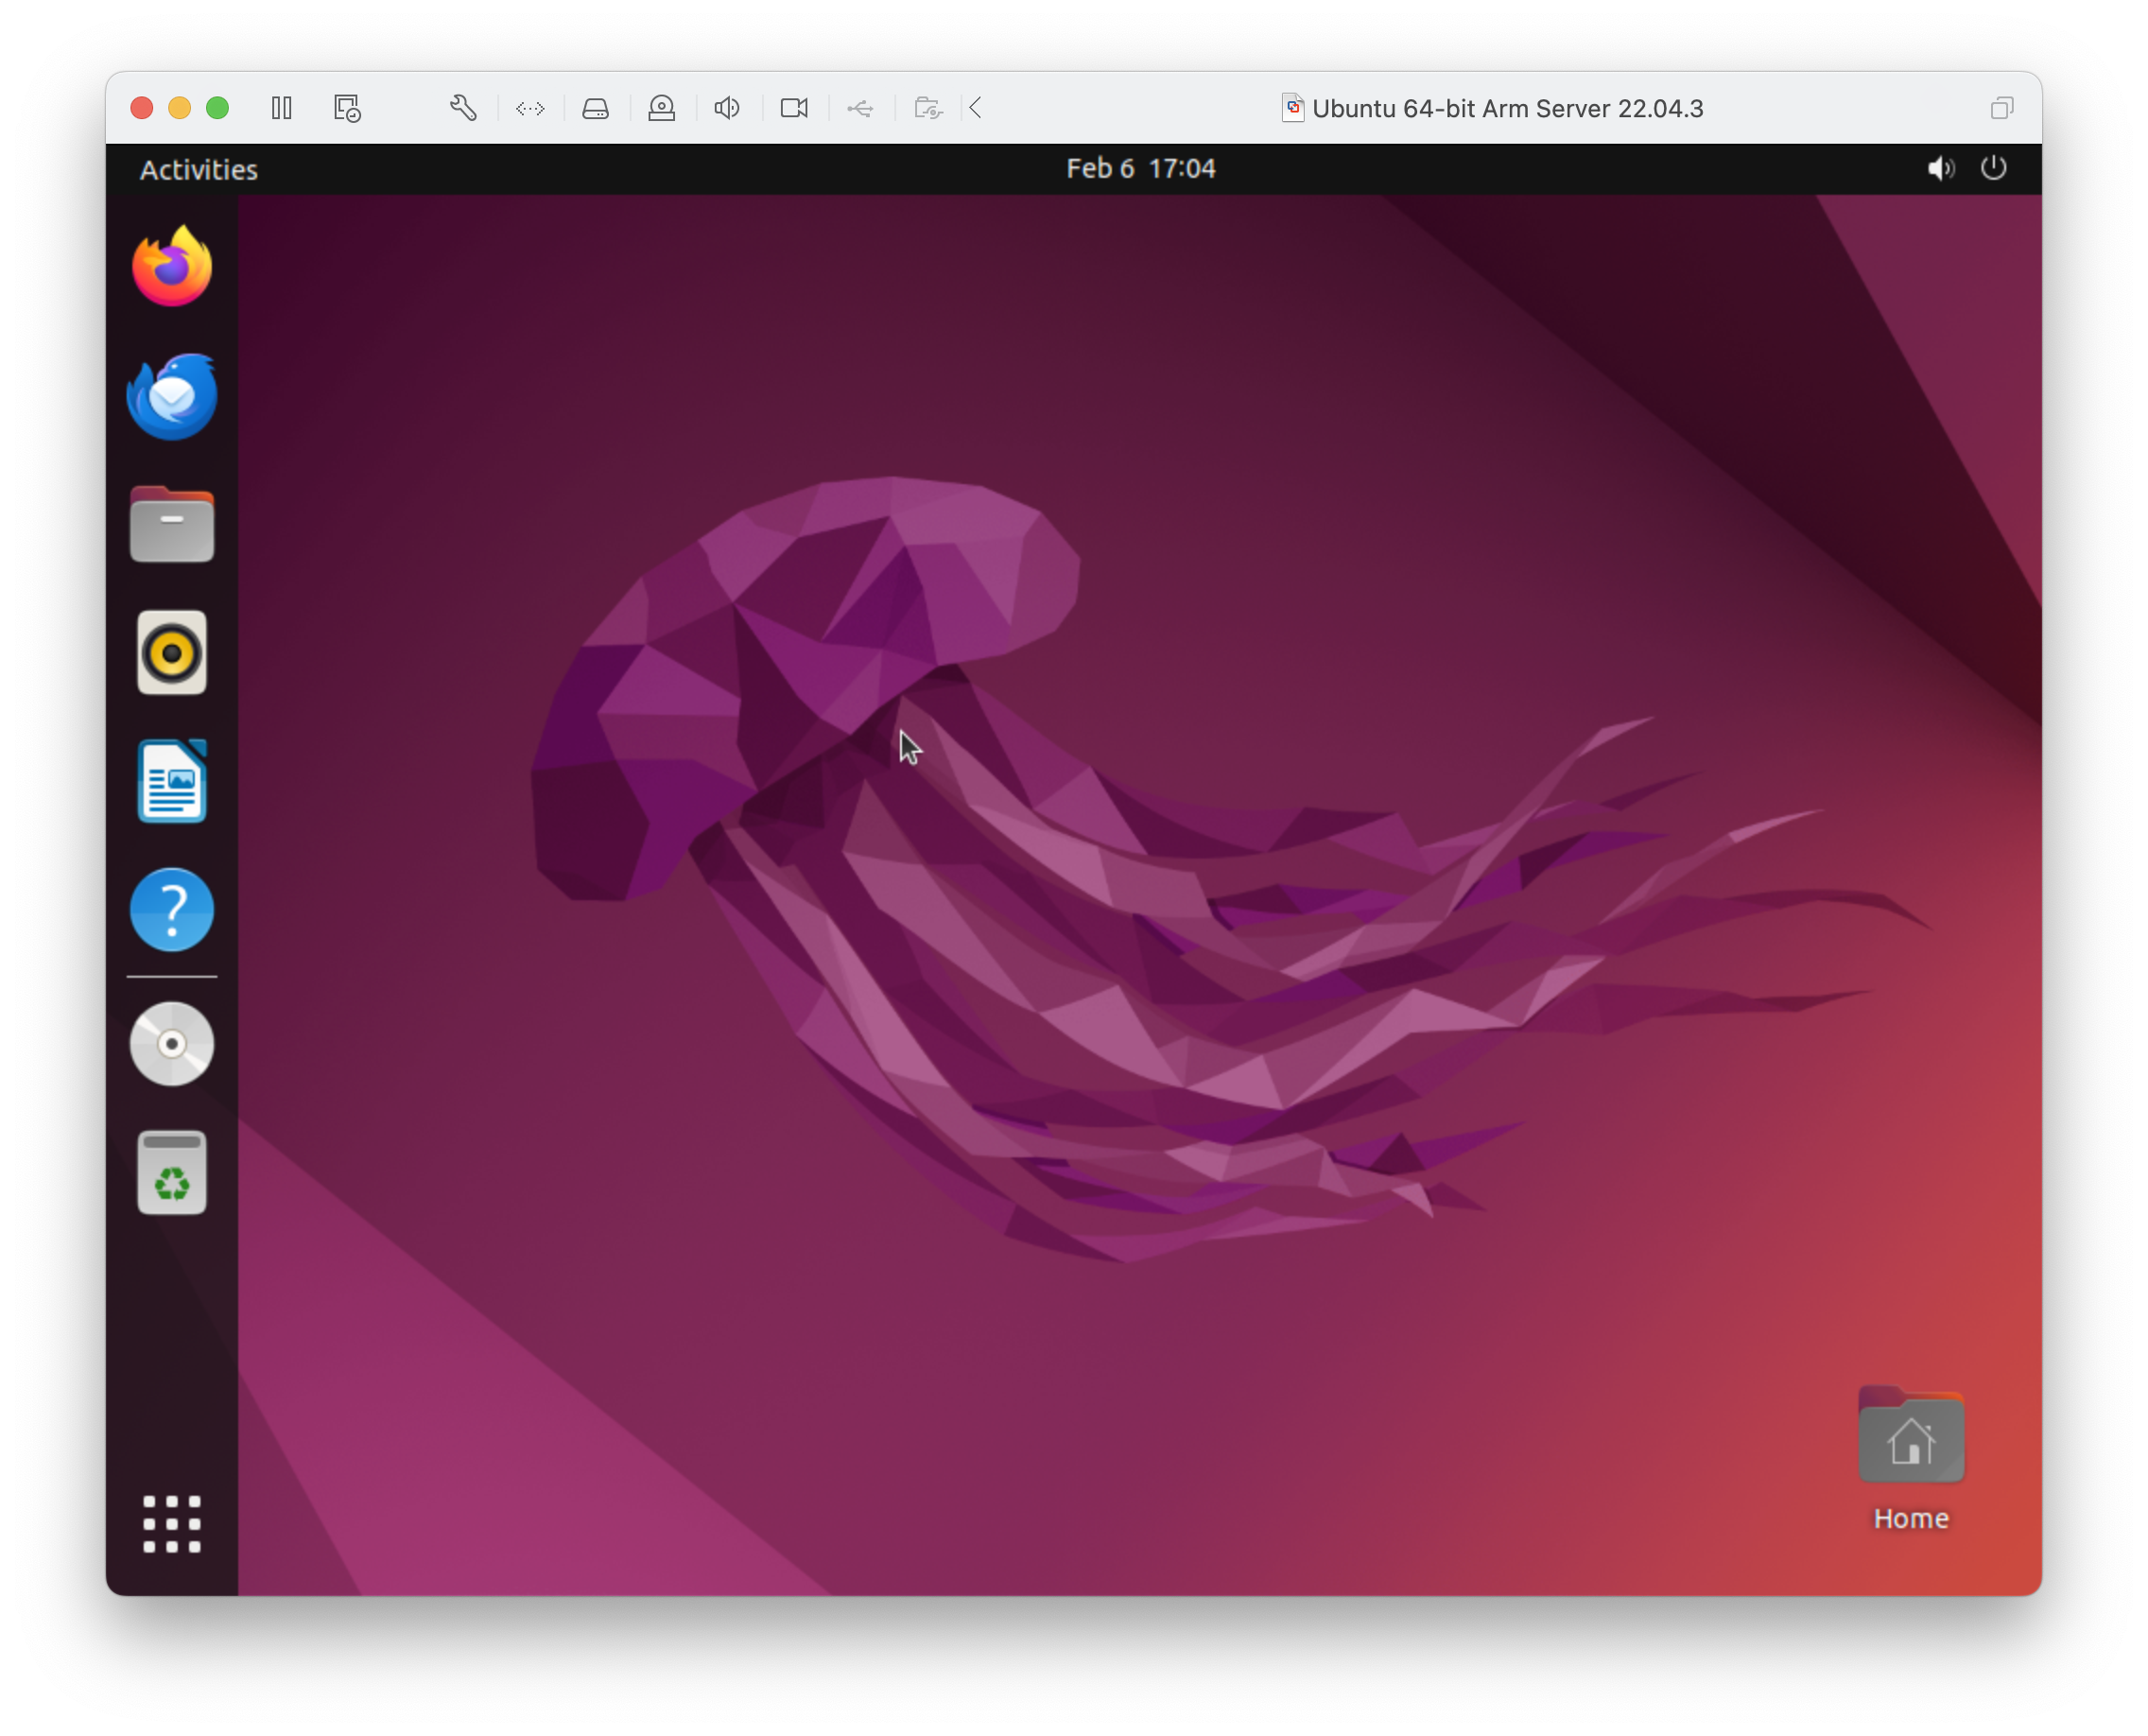 Ubuntu 64-bit Arm Server 22.04.3
Activities
Feb 6 17:04
?
Home